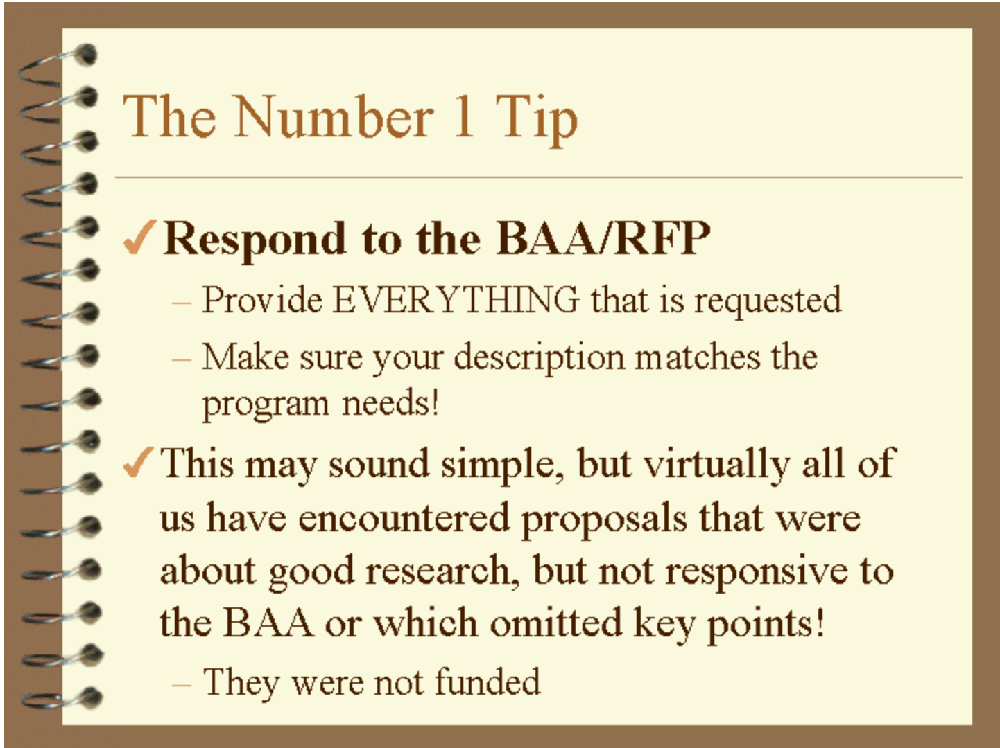 The Number 1 Tip
✓Respond to the BAA/RFP
– Provide EVERYTHING that is requested
– Make sure your description matches the
program needs!
✓This may sound simple, but virtually all of
us have encountered proposals that were
about good research, but not responsive to
the BAA or which omitted key points!
– They were not funded